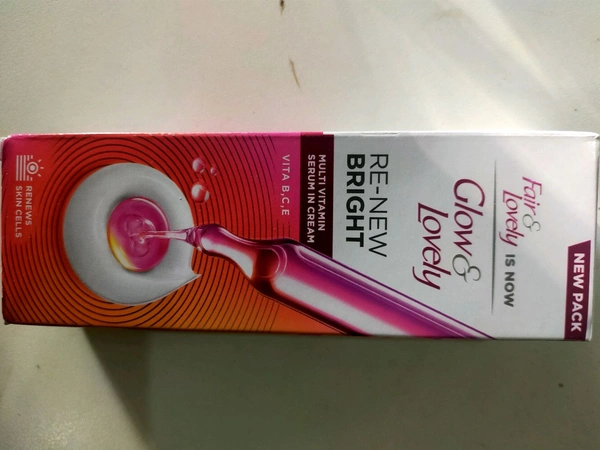 NEW PACK
Fair &
Lovely IS NOW
Glow &
Lovely
RE-NEW
BRIGHT
MULTI VITAMIN
SERUM IN CREAM
VITA B,C,E
RENEWS
SKIN CELLS